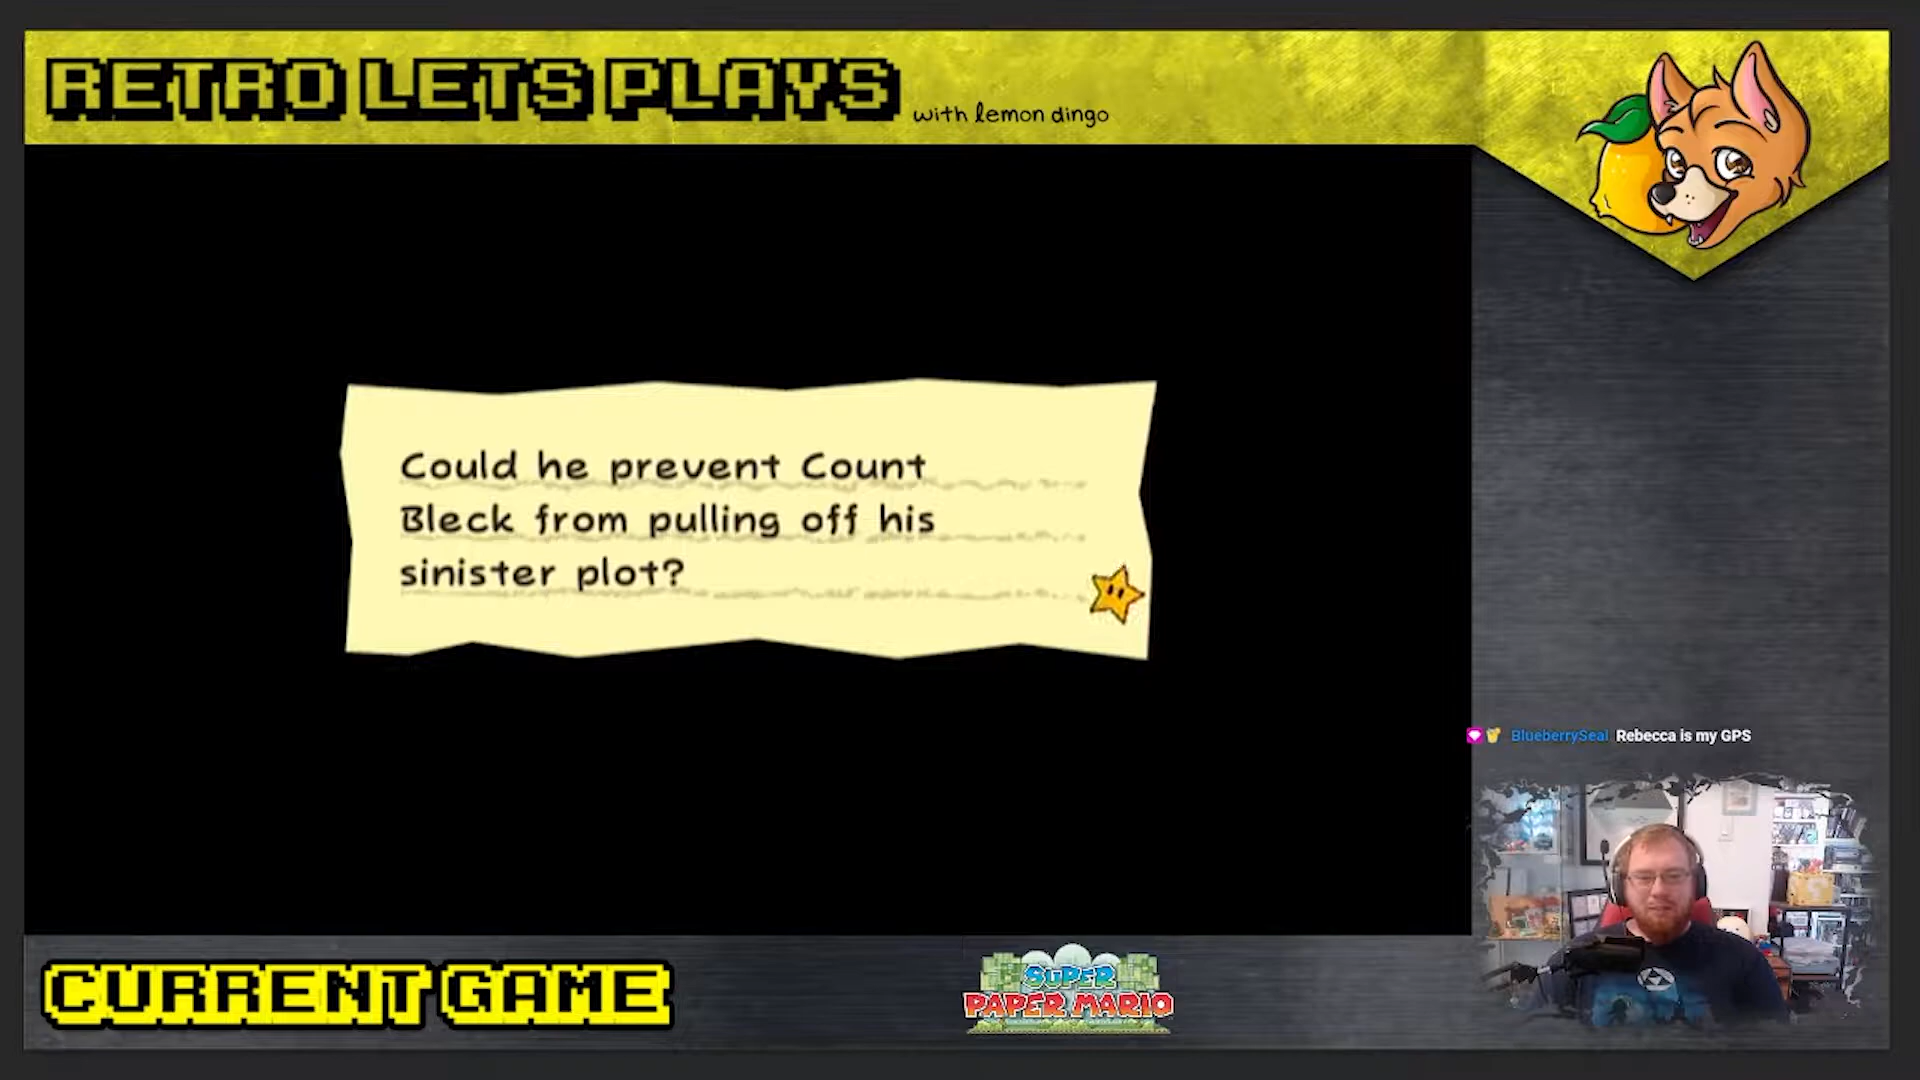 RETRO LETS PLAYS
with lemon dingo
Could he prevent Count
Bleck from pulling off his
sinister plot?
BlueberrySeal Rebecca is my GPS
CURRENT GAME
SUPER
PAPER MARIO